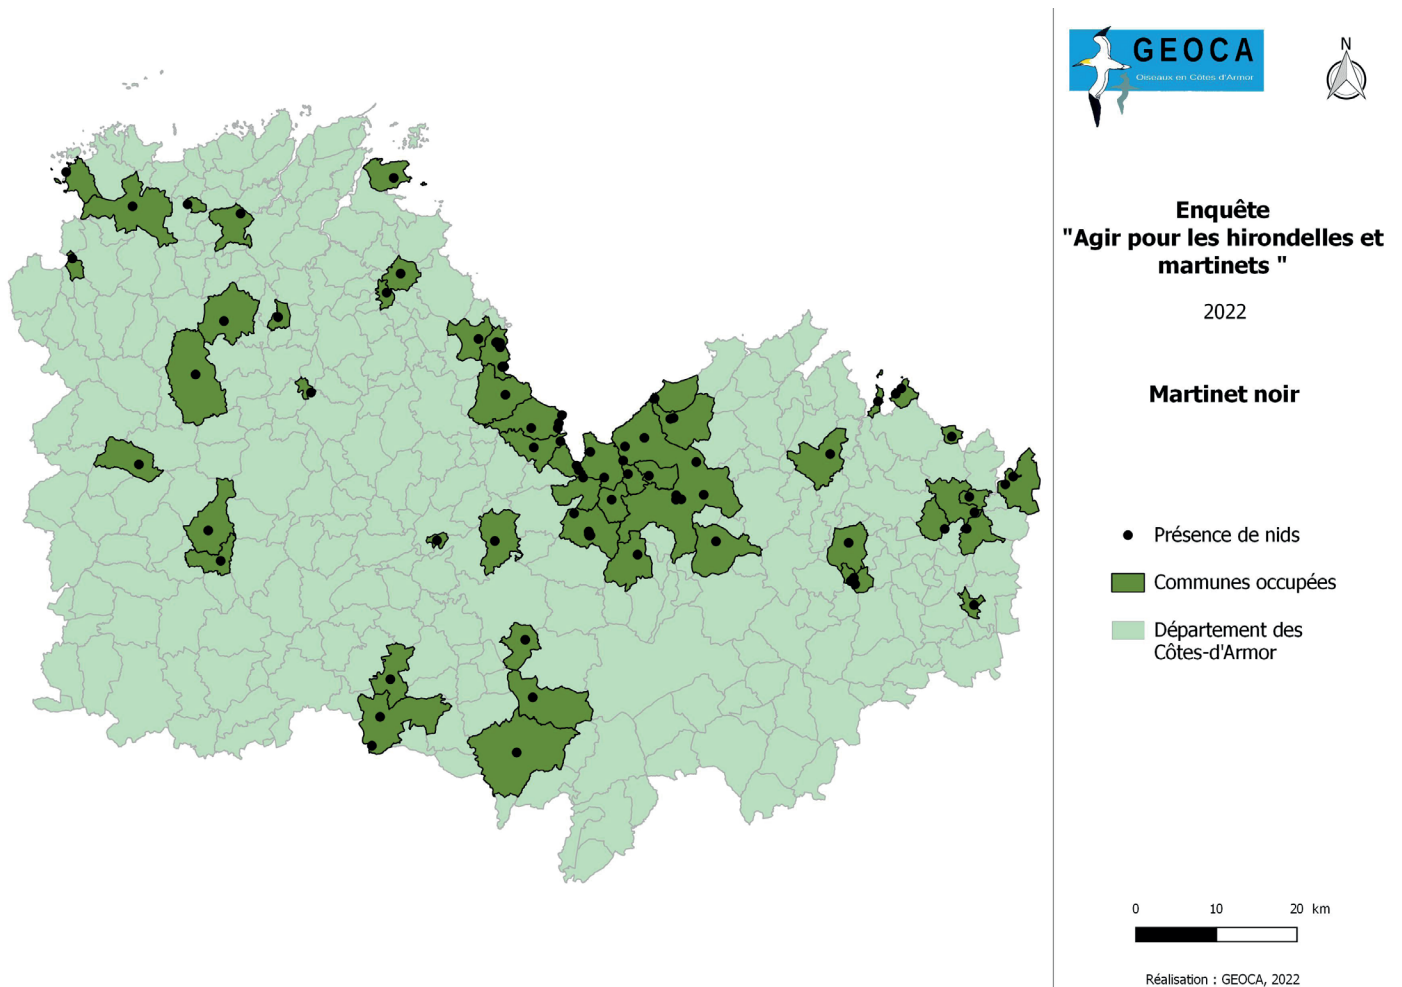 GEOCA
Oiseaux en Côtes d'Armor
N
Enquête
"Agir pour les hirondelles et
martinets "
2022
Martinet noir
Présence de nids
Communes occupées
Département des
Côtes-d'Armor
0 10 20 km
Réalisation : GEOCA, 2022